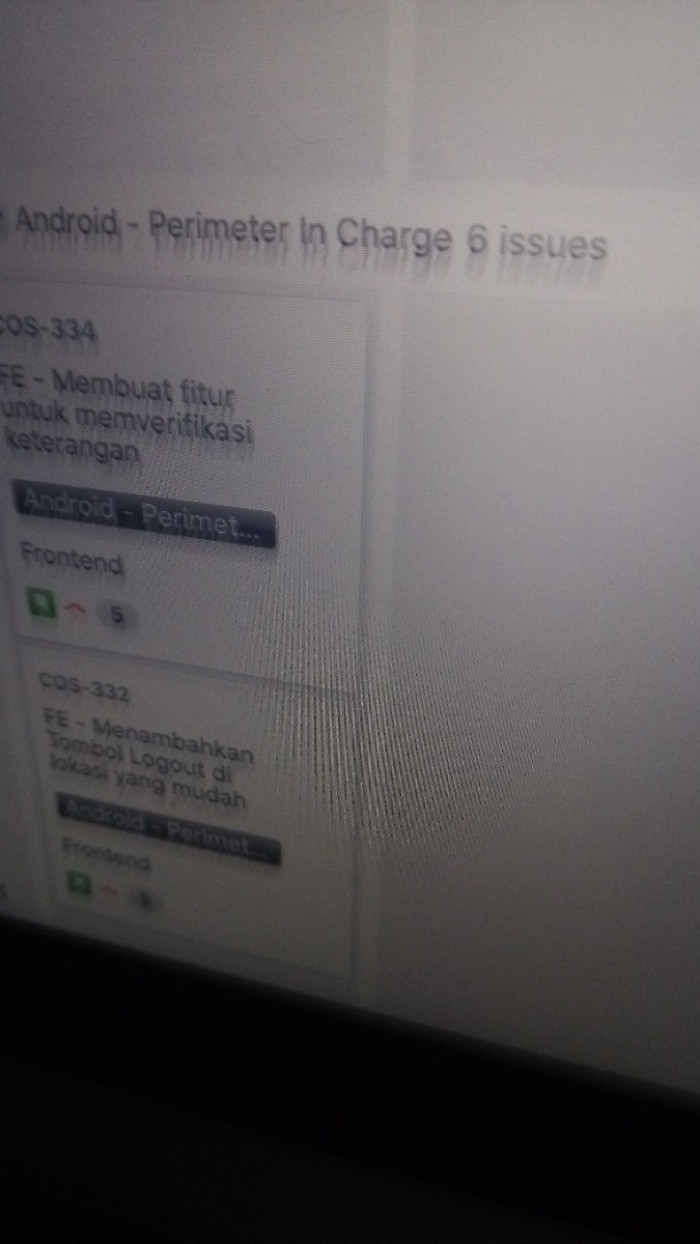 Android - Perimeter In Charge 6 issues
COS-334
FE - Membuat fitur
untuk memverifikasi
keterangan
Android - Perimet...
Frontend
5
COS-332
FE - Menambahkan
Tombol Logout di
lokasi yang mudah
Android - Perimet...
Frontend